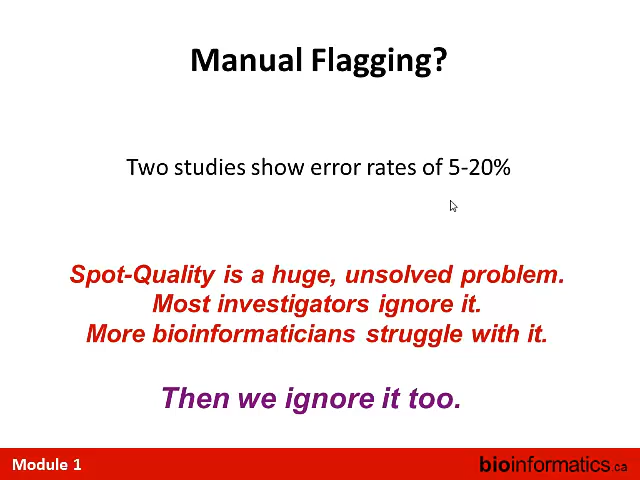 Manual Flagging?
Two studies show error rates of 5-20%
Spot-Quality is a huge, unsolved problem.
Most investigators ignore it.
More bioinformaticians struggle with it.
Then we ignore it too.
Module 1
bioinformatics.ca